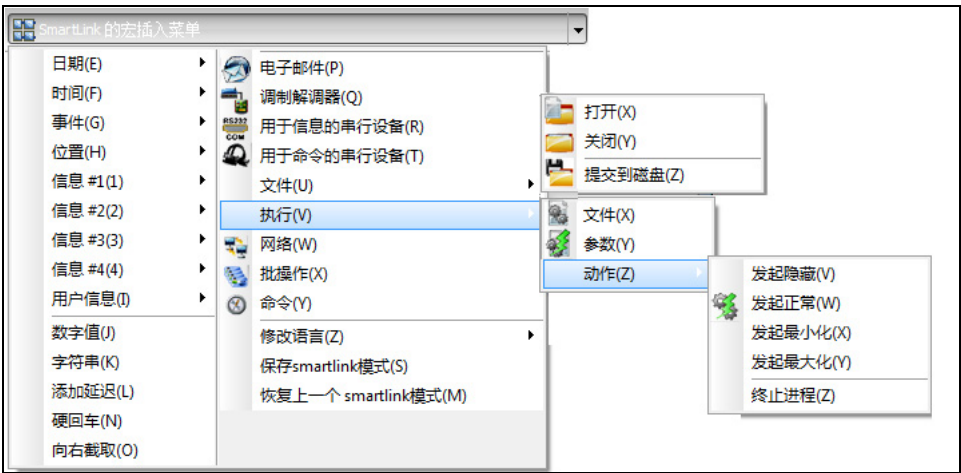 SmartLink 的宏插入菜单
日期(E)
时间(F)
事件(G)
位置(H)
信息 #1(1)
信息 #2(2)
信息 #3(3)
信息 #4(4)
用户信息(I)
数字值(J)
字符串(K)
添加延迟(L)
硬回车(N)
向右截取(O)
电子邮件(P)
调制解调器(Q)
RS232
COM
用于信息的串行设备(R)
用于命令的串行设备(T)
文件(U)
执行(V)
网络(W)
批操作(X)
命令(Y)
修改语言(Z)
保存smartlink模式(S)
恢复上一个 smartlink模式(M)
打开(X)
关闭(Y)
提交到磁盘(Z)
文件(X)
参数(Y)
动作(Z)
发起隐藏(V)
发起正常(W)
发起最小化(X)
发起最大化(Y)
终止进程(Z)